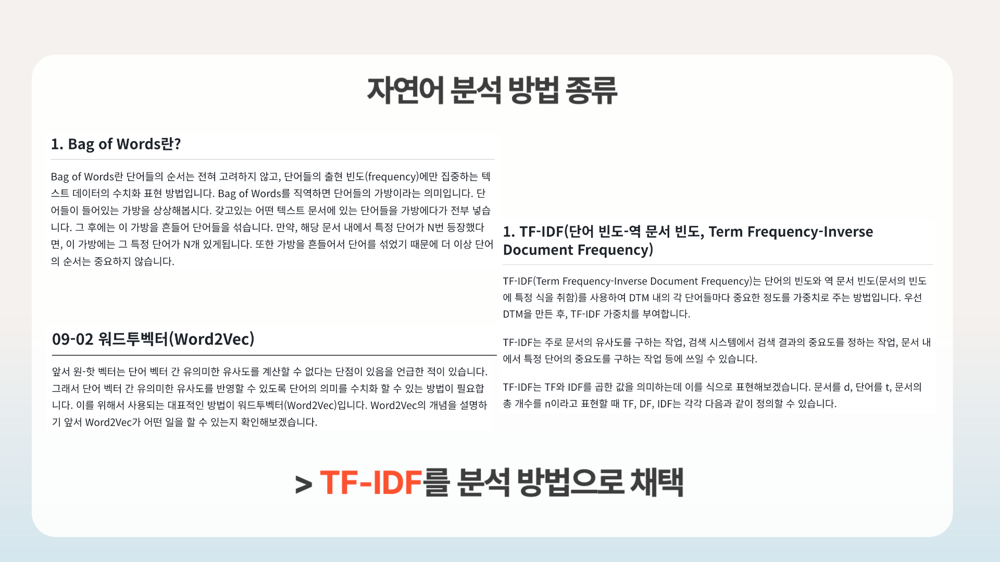 자연어 분석 방법 종류
1. Bag of Words란?
Bag of Words란 단어들의 순서는 전혀 고려하지 않고, 단어들의 출현 빈도(frequency)에만 집중하는 텍
스트 데이터의 수치화 표현 방법입니다. Bag of Words를 직역하면 단어들의 가방이라는 의미입니다. 단
어들이 들어있는 가방을 상상해봅시다. 갖고있는 어떤 텍스트 문서에 있는 단어들을 가방에다가 전부 넣습
니다. 그 후에는 이 가방을 흔들어 단어들을 섞습니다. 만약, 해당 문서 내에서 특정 단어가 N번 등장했다
면, 이 가방에는 그 특정 단어가 N개 있게됩니다. 또한 가방을 흔들어서 단어를 섞었기 때문에 더 이상 단어
의 순서는 중요하지 않습니다.
09-02 워드투벡터(Word2Vec)
앞서 원-핫 벡터는 단어 벡터 간 유의미한 유사도를 계산할 수 없다는 단점이 있음을 언급한 적이 있습니다.
그래서 단어 벡터 간 유의미한 유사도를 반영할 수 있도록 단어의 의미를 수치화 할 수 있는 방법이 필요합
니다. 이를 위해서 사용되는 대표적인 방법이 워드투벡터(Word2Vec)입니다. Word2Vec의 개념을 설명하
기 앞서 Word2Vec가 어떤 일을 할 수 있는지 확인해보겠습니다.
1. TF-IDF(단어 빈도-역 문서 빈도, Term Frequency-Inverse
Document Frequency)
TF-IDF(Term Frequency-Inverse Document Frequency)는 단어의 빈도와 역 문서 빈도(문서의 빈도
에 특정 식을 취함)를 사용하여 DTM 내의 각 단어들마다 중요한 정도를 가중치로 주는 방법입니다. 우선
DTM을 만든 후, TF-IDF 가중치를 부여합니다.
TF-IDF는 주로 문서의 유사도를 구하는 작업, 검색 시스템에서 검색 결과의 중요도를 정하는 작업, 문서 내
에서 특정 단어의 중요도를 구하는 작업 등에 쓰일 수 있습니다.
TF-IDF는 TF와 IDF를 곱한 값을 의미하는데 이를 식으로 표현해보겠습니다. 문서를 d, 단어를 t, 문서의
총 개수를 n이라고 표현할 때 TF, DF, IDF는 각각 다음과 같이 정의할 수 있습니다.
> TF-IDF를 분석 방법으로 채택